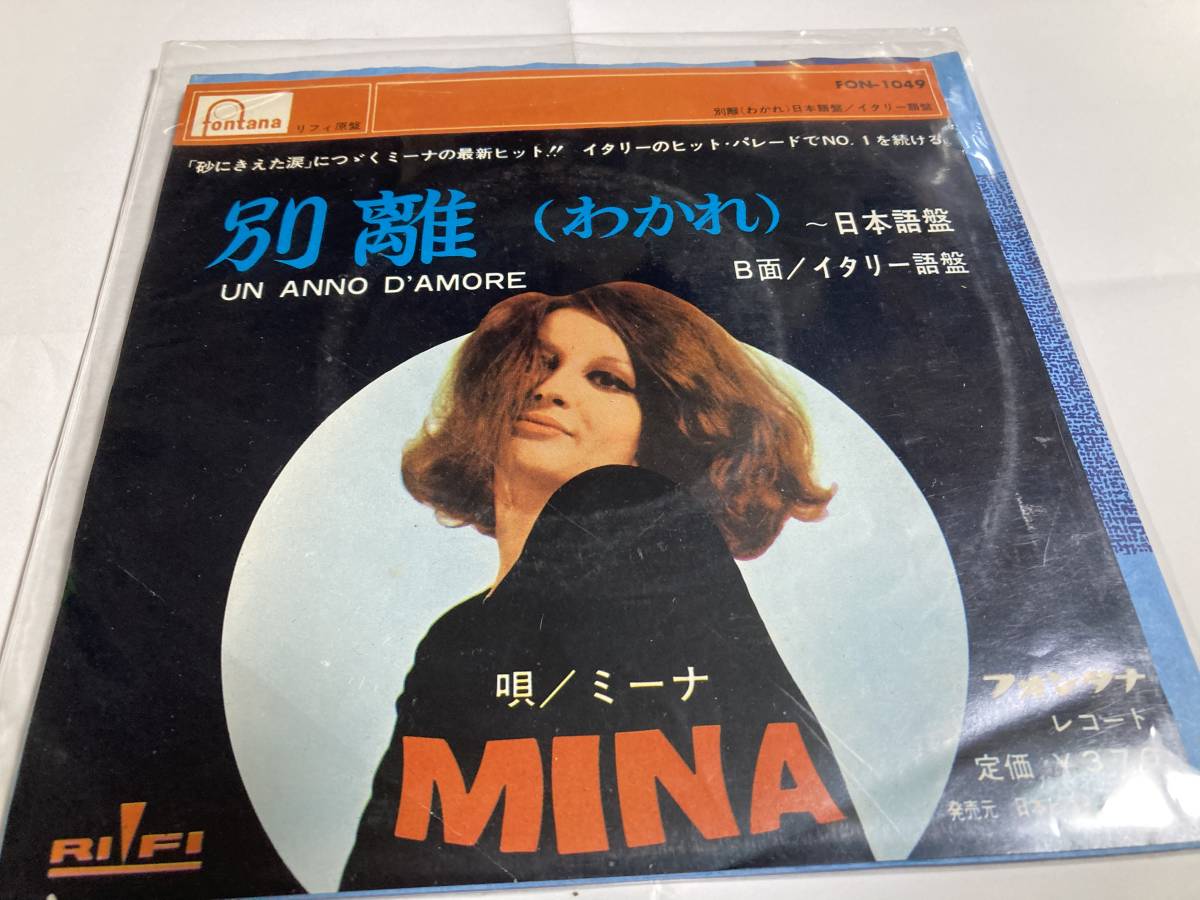 fontana
リフィ原盤
FON-1049
別離(わかれ)日本語盤/イタリー語盤
「砂にきえた涙」につゞくミーナの最新ヒット!! イタリーのヒット・パレードでNO.1を続ける
別離(わかれ)~日本語盤
UN ANNO D'AMORE
B面/イタリー語盤
唄/ミーナ
MINA
フォンタナ
レコード
定価 ¥370
発売元
RIFI